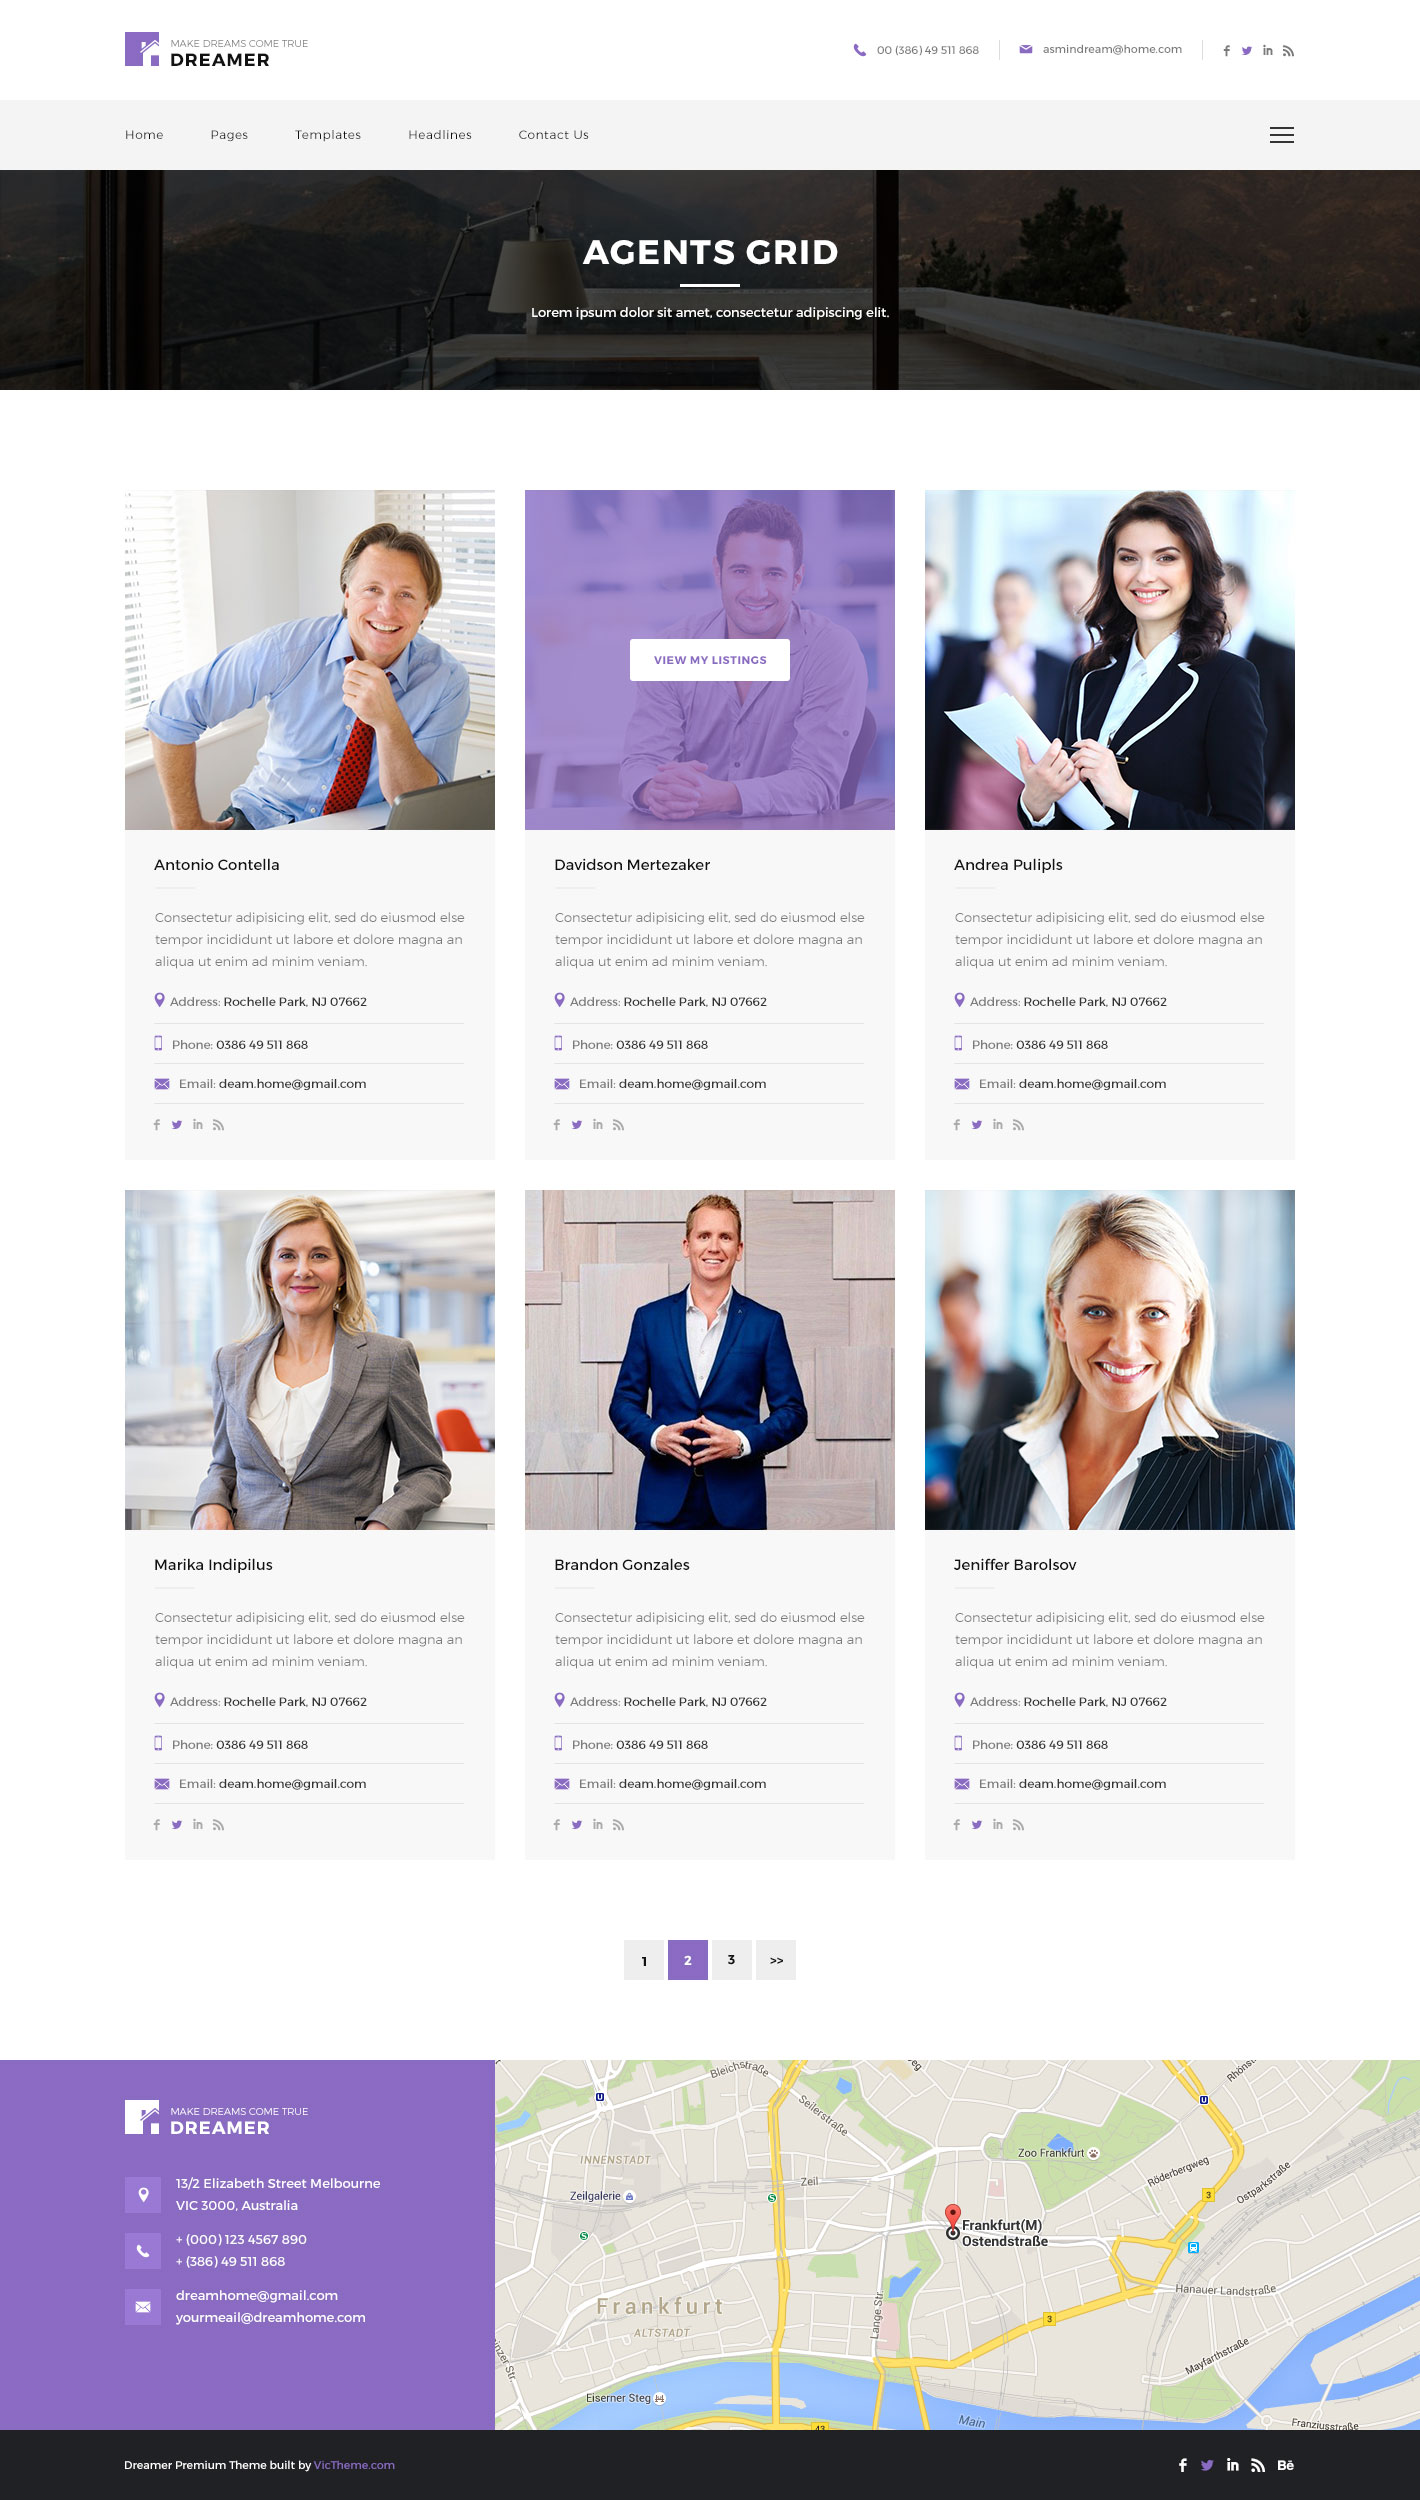 MAKE DREAMS COME TRUE
DREAMER
00 (386) 49 511 868
asmindream@home.com
Home Pages Templates Headlines Contact Us
AGENTS GRID
Lorem ipsum dolor sit amet, consectetur adipiscing elit.
VIEW MY LISTINGS
Antonio Contella
Consectetur adipisicing elit, sed do eiusmod else
tempor incididunt ut labore et dolore magna an
aliqua ut enim ad minim veniam.
Address: Rochelle Park, NJ 07662
Phone: 0386 49 511 868
Email: deam.home@gmail.com
Davidson Mertezaker
Consectetur adipisicing elit, sed do eiusmod else
tempor incididunt ut labore et dolore magna an
aliqua ut enim ad minim veniam.
Address: Rochelle Park, NJ 07662
Phone: 0386 49 511 868
Email: deam.home@gmail.com
Andrea Pulipls
Consectetur adipisicing elit, sed do eiusmod else
tempor incididunt ut labore et dolore magna an
aliqua ut enim ad minim veniam.
Address: Rochelle Park, NJ 07662
Phone: 0386 49 511 868
Email: deam.home@gmail.com
Marika Indipilus
Consectetur adipisicing elit, sed do eiusmod else
tempor incididunt ut labore et dolore magna an
aliqua ut enim ad minim veniam.
Address: Rochelle Park, NJ 07662
Phone: 0386 49 511 868
Email: deam.home@gmail.com
Brandon Gonzales
Consectetur adipisicing elit, sed do eiusmod else
tempor incididunt ut labore et dolore magna an
aliqua ut enim ad minim veniam.
Address: Rochelle Park, NJ 07662
Phone: 0386 49 511 868
Email: deam.home@gmail.com
Jeniffer Barolsov
Consectetur adipisicing elit, sed do eiusmod else
tempor incididunt ut labore et dolore magna an
aliqua ut enim ad minim veniam.
Address: Rochelle Park, NJ 07662
Phone: 0386 49 511 868
Email: deam.home@gmail.com
1 2 3 >>
MAKE DREAMS COME TRUE
DREAMER
13/2 Elizabeth Street Melbourne
VIC 3000, Australia
+ (000) 123 4567 890
+ (386) 49 511 868
dreamhome@gmail.com
yourmeail@dreamhome.com
Bleichstraße
Seilerstraße
Zoo Frankfurt
INNENSTADT
Zeil
Röderbergweg
Ostparkstraße
Zeilgalerie
3
Frankfurt(M)
Ostendstraße
Hanauer Landstraße
Frankfurt
ALTSTADT
Lange Str.
3
Mayfarthstraße
Eiserner Steg
Main
43
Franziusstraße
Dreamer Premium Theme built by VicTheme.com
Bē